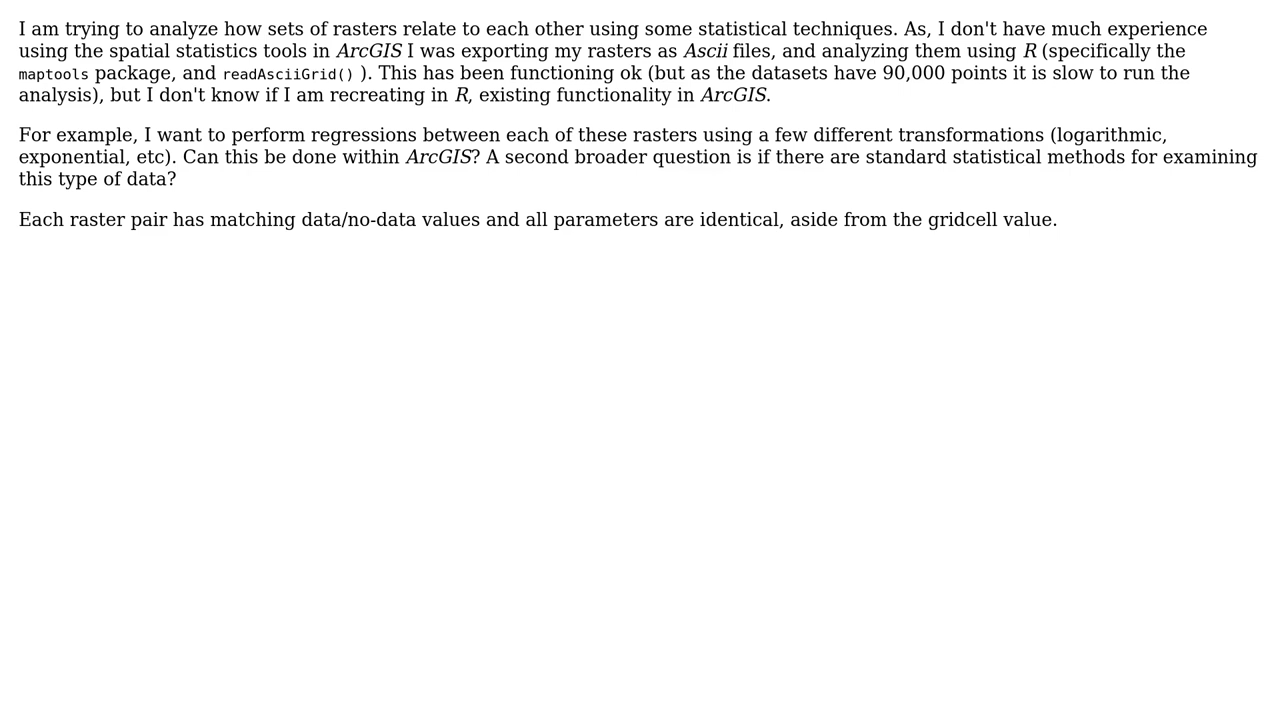 I am trying to analyze how sets of rasters relate to each other using some statistical techniques. As, I don't have much experience
using the spatial statistics tools in ArcGIS I was exporting my rasters as Ascii files, and analyzing them using R (specifically the
maptools package, and readAsciiGrid() ). This has been functioning ok (but as the datasets have 90,000 points it is slow to run the
analysis), but I don't know if I am recreating in R, existing functionality in ArcGIS.
For example, I want to perform regressions between each of these rasters using a few different transformations (logarithmic,
exponential, etc). Can this be done within ArcGIS? A second broader question is if there are standard statistical methods for examining
this type of data?
Each raster pair has matching data/no-data values and all parameters are identical, aside from the gridcell value.